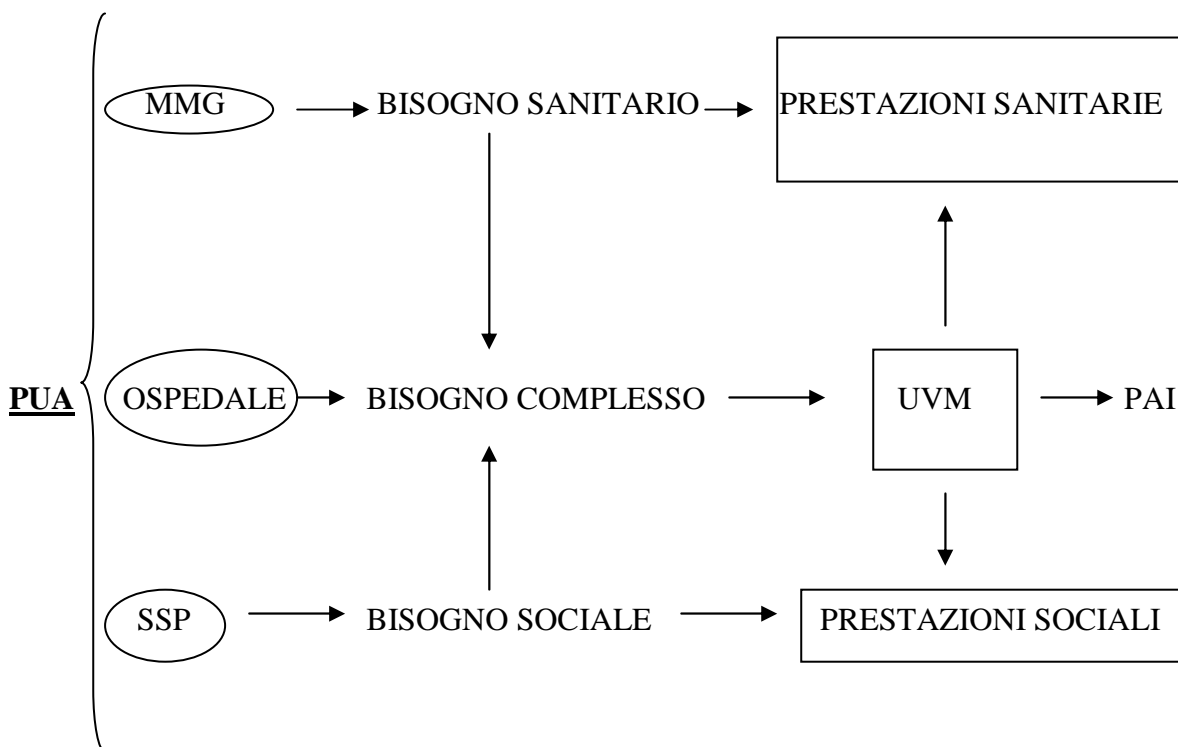 MMG
BISOGNO SANITARIO
PRESTAZIONI SANITARIE
PUA
OSPEDALE
BISOGNO COMPLESSO
UVM
PAI
SSP
BISOGNO SOCIALE
PRESTAZIONI SOCIALI